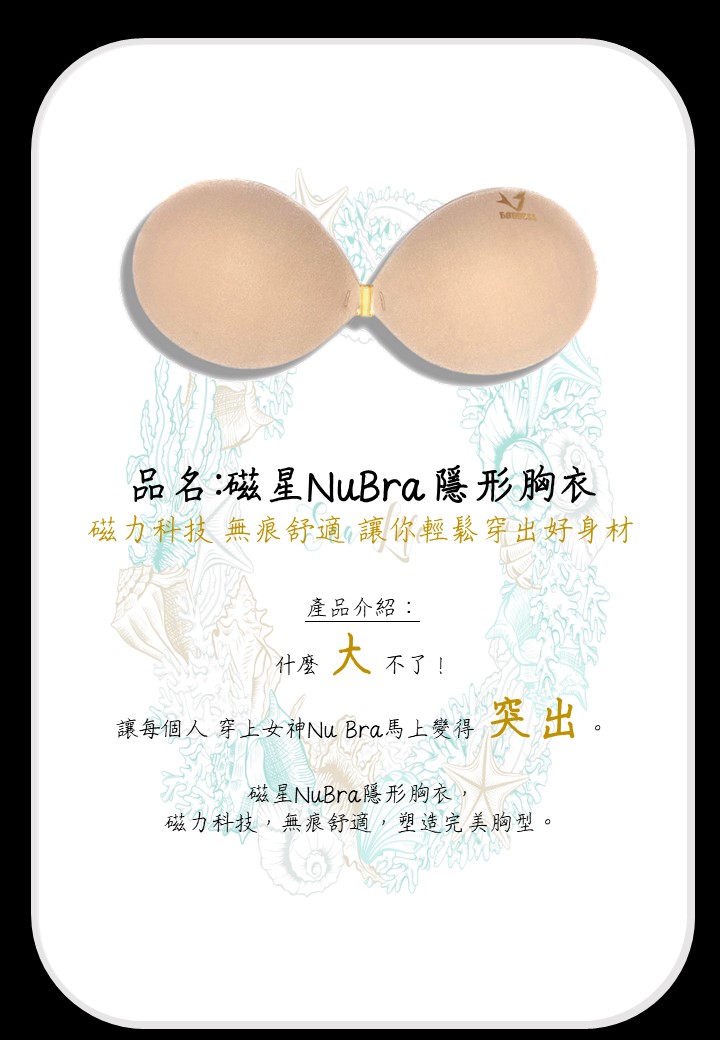 品名:磁星NuBra隱形胸衣
磁力科技 無痕舒適 讓你輕鬆穿出好身材
產品介紹：
什麼 大 不了！
讓每個人 穿上女神Nu Bra馬上變得 突出。
磁星NuBra隱形胸衣，
磁力科技，無痕舒適，塑造完美胸型。